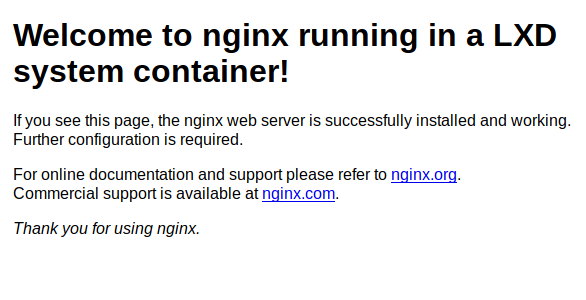 Welcome to nginx running in a LXD
system container!
If you see this page, the nginx web server is successfully installed and working.
Further configuration is required.
For online documentation and support please refer to nginx.org.
Commercial support is available at nginx.com.
Thank you for using nginx.